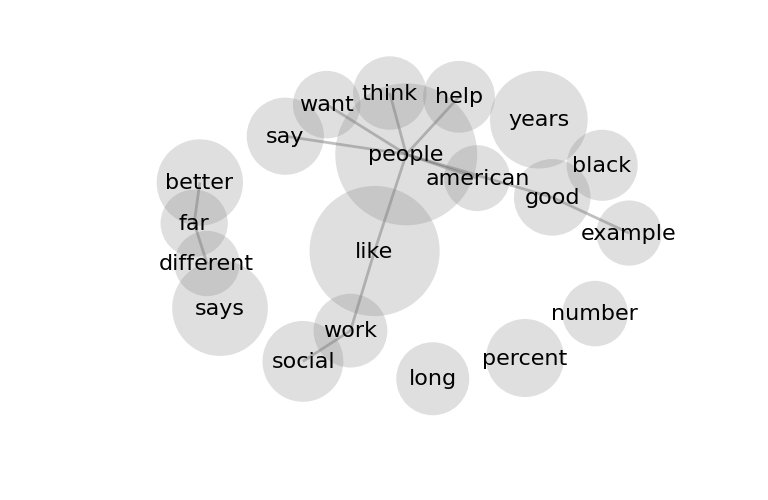 think
help
want
years
say
people
black
american
better
good
far
example
like
different
says
number
work
percent
social
long